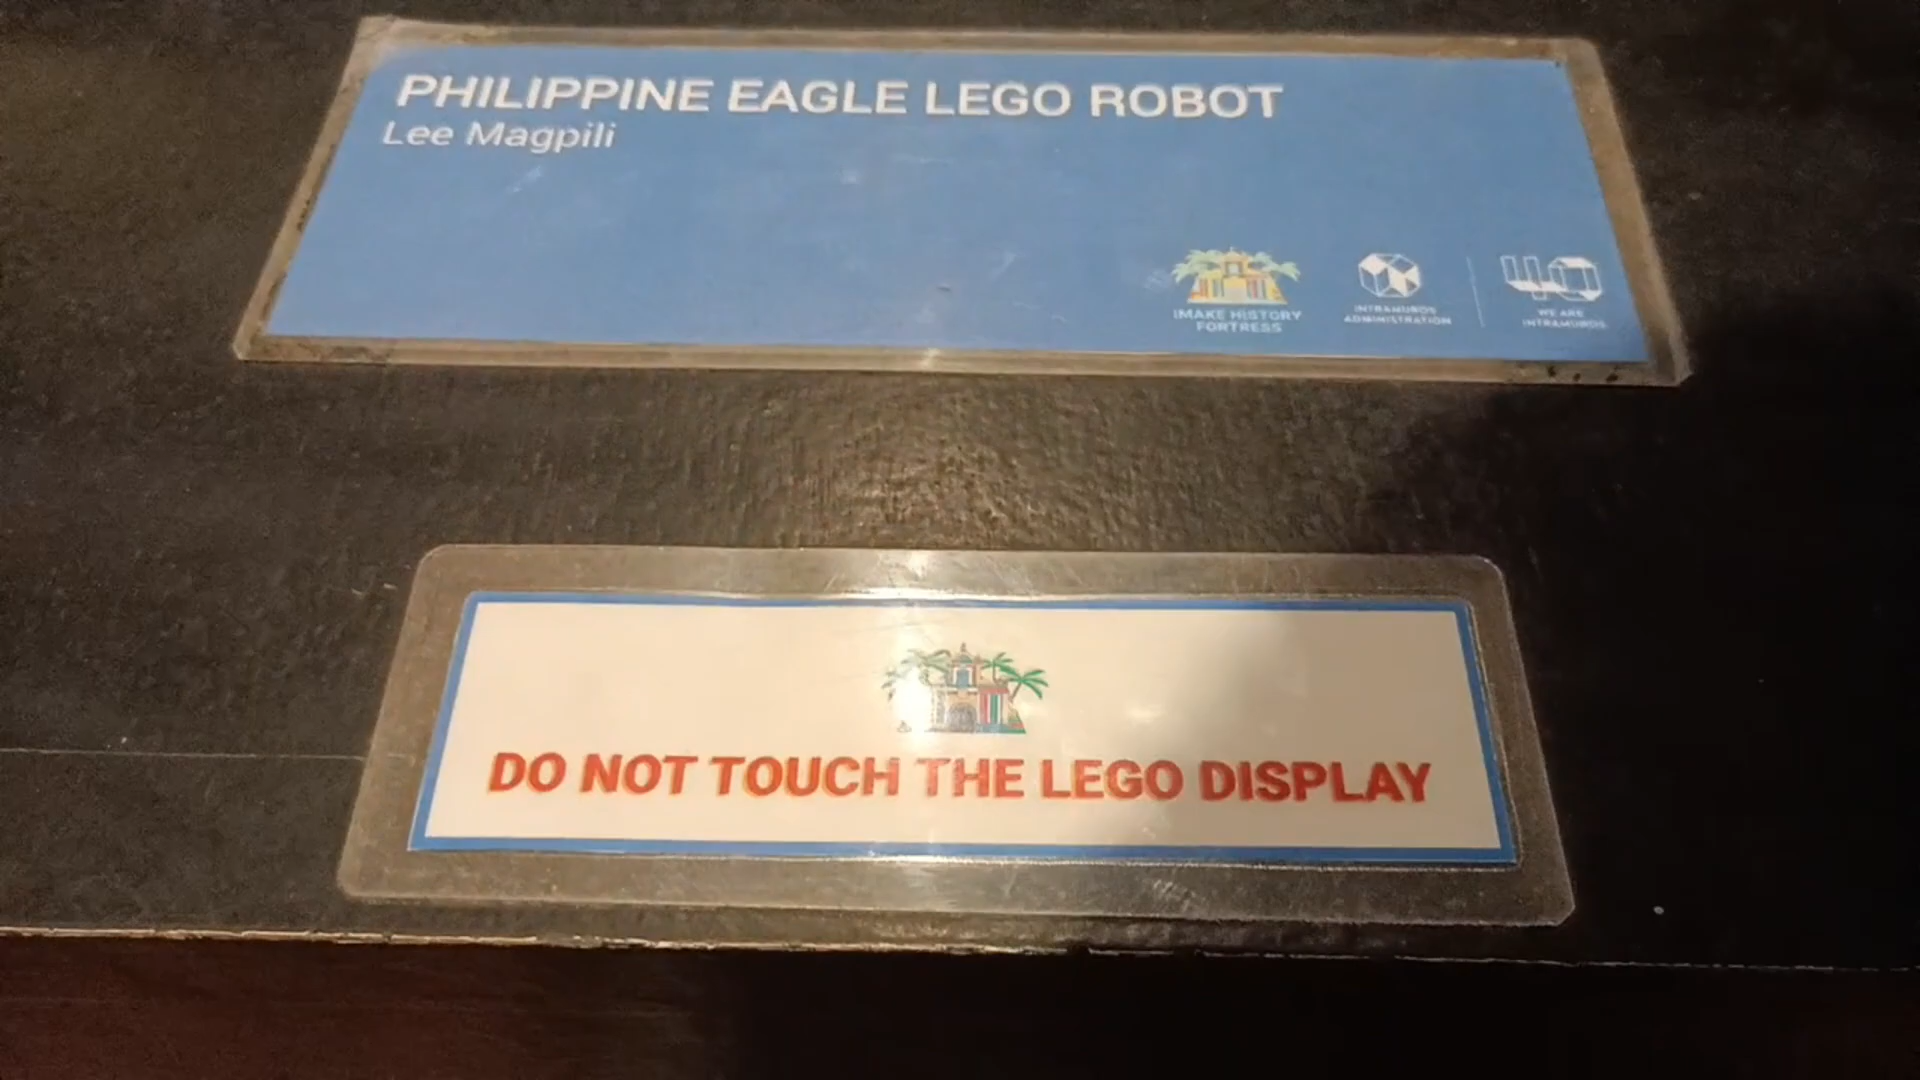 PHILIPPINE EAGLE LEGO ROBOT
Lee Magpili
IMAKE HISTORY
FORTRESS
INTRAMUROS
ADMINISTRATION
40
WE ARE
INTRAMUROS
DO NOT TOUCH THE LEGO DISPLAY